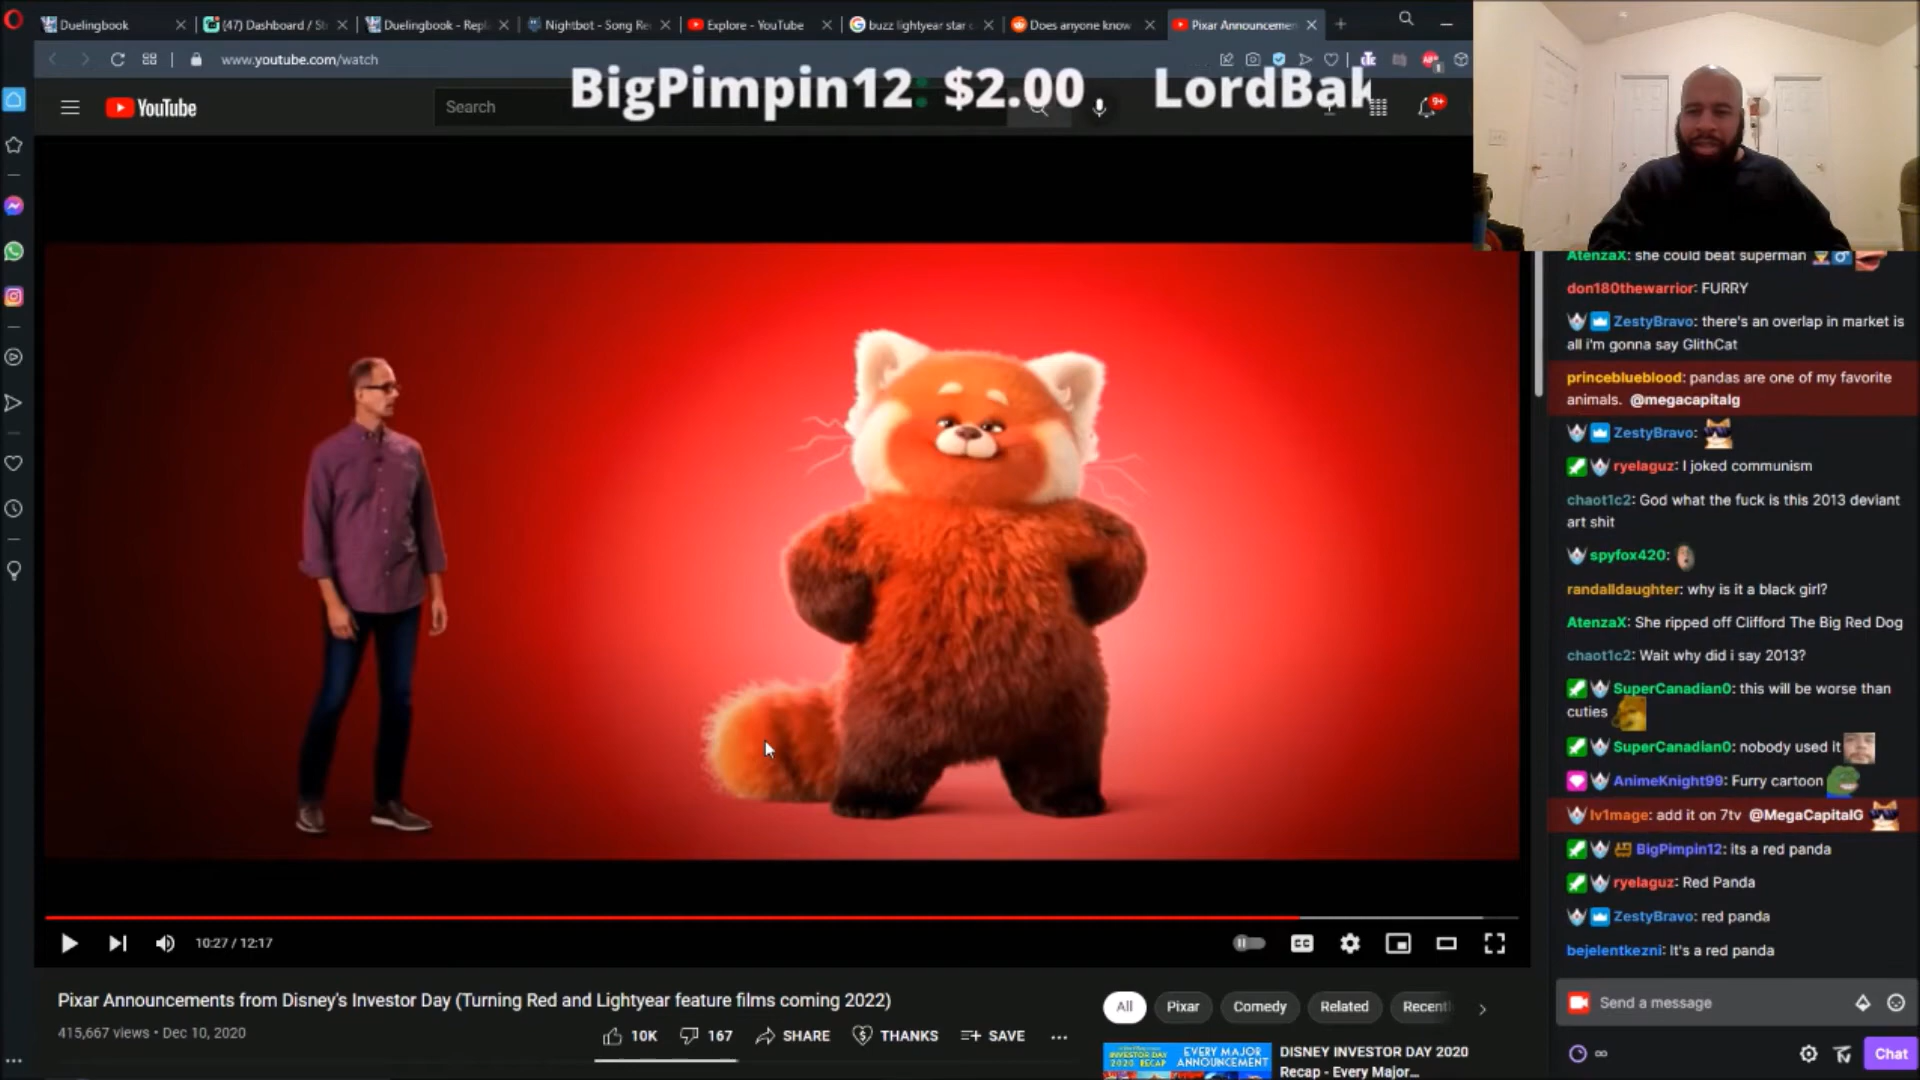 Duelingbook
(47) Dashboard / St
Duelingbook - Repl
Nightbot - Song Re
Explore - YouTube
buzz lightyear star c
Does anyone know
Pixar Announcemen
www.youtube.com/watch
BigPimpin12: $2.00, LordBak
YouTube
Search
9+
AtenzaX: she could beat superman
don180thewarrior: FURRY
ZestyBravo: there's an overlap in market is
all i'm gonna say GlithCat
princeblueblood: pandas are one of my favorite
animals. @megacapitalg
ZestyBravo:
ryelaguz: I joked communism
chaot1c2: God what the fuck is this 2013 deviant
art shit
spyfox420:
randalldaughter: why is it a black girl?
AtenzaX: She ripped off Clifford The Big Red Dog
chaot1c2: Wait why did i say 2013?
SuperCanadian0: this will be worse than
cuties
SuperCanadian0: nobody used it
AnimeKnight99: Furry cartoon
lv1mage: add it on 7tv @MegaCapitalG
BigPimpin12: its a red panda
ryelaguz: Red Panda
ZestyBravo: red panda
bejelentkezni: It's a red panda
10:27 / 12:17
CC
Pixar Announcements from Disney's Investor Day (Turning Red and Lightyear feature films coming 2022)
415,667 views • Dec 10, 2020
10K
167
SHARE
THANKS
SAVE
All
Pixar
Comedy
Related
Recent
INVESTOR DAY
2020 RECAP
EVERY MAJOR
ANNOUNCEMENT
DISNEY INVESTOR DAY 2020
Recap - Every Major...
Send a message
Chat